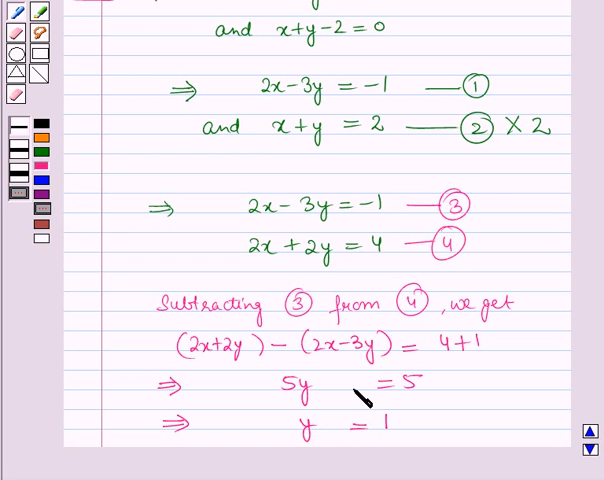 and x+y-2=0
⇒ 2x-3y = -1 —— ①
and x+y = 2 —— ② × 2
⇒ 2x-3y = -1 — ③
2x+2y = 4 — ④
Subtracting ③ from ④, we get
(2x+2y) - (2x-3y) = 4+1
⇒ 5y = 5
⇒ y = 1